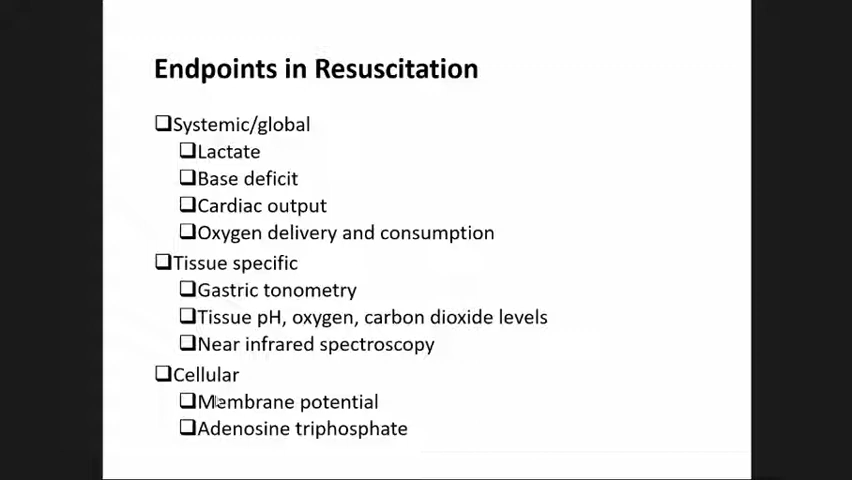 Endpoints in Resuscitation
❑Systemic/global
❑Lactate
❑Base deficit
❑Cardiac output
❑Oxygen delivery and consumption
❑Tissue specific
❑Gastric tonometry
❑Tissue pH, oxygen, carbon dioxide levels
❑Near infrared spectroscopy
❑Cellular
❑Membrane potential
❑Adenosine triphosphate